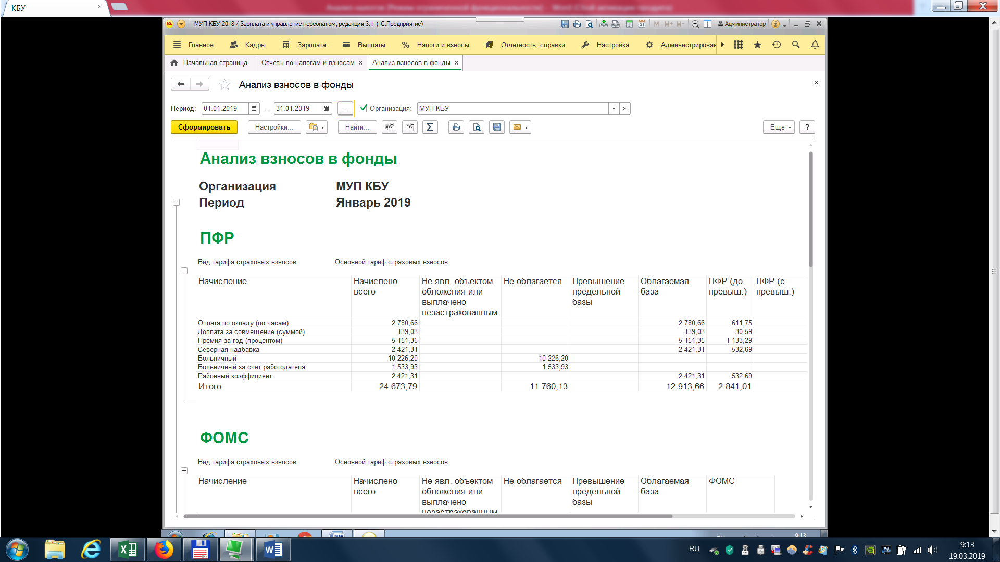 КБУ
МУП КБУ 2018 / Зарплата и управление персоналом, редакция 3.1 (1С:Предприятие)
M M+ M- Администратор
Главное Кадры Зарплата Выплаты % Налоги и взносы Отчетность, справки Настройка Администрирован
Начальная страница Отчеты по налогам и взносам × Анализ взносов в фонды ×
Анализ взносов в фонды
Период: 01.01.2019 – 31.01.2019 ... Организация: МУП КБУ
Сформировать Настройки... Найти... Σ Еще ?
Анализ взносов в фонды
Организация МУП КБУ
Период Январь 2019
ПФР
Вид тарифа страховых взносов Основной тариф страховых взносов
Начисление Начислено Не явл. объектом Не облагается Превышение Облагаемая ПФР (до ПФР (с
всего обложения или предельной база превыш.) превыш.)
выплачено базы
незастрахованным
Оплата по окладу (по часам) 2 780,66 2 780,66 611,75
Доплата за совмещение (суммой) 139,03 139,03 30,59
Премия за год (процентом) 5 151,35 5 151,35 1 133,29
Северная надбавка 2 421,31 2 421,31 532,69
Больничный 10 226,20 10 226,20
Больничный за счет работодателя 1 533,93 1 533,93
Районный коэффициент 2 421,31 2 421,31 532,69
Итого 24 673,79 11 760,13 12 913,66 2 841,01
ФОМС
Вид тарифа страховых взносов Основной тариф страховых взносов
Начисление Начислено Не явл. объектом Не облагается Превышение Облагаемая ФОМС
всего обложения или предельной база
выплачено базы
незастрахованным
9:13
RU 9:13
19.03.2019